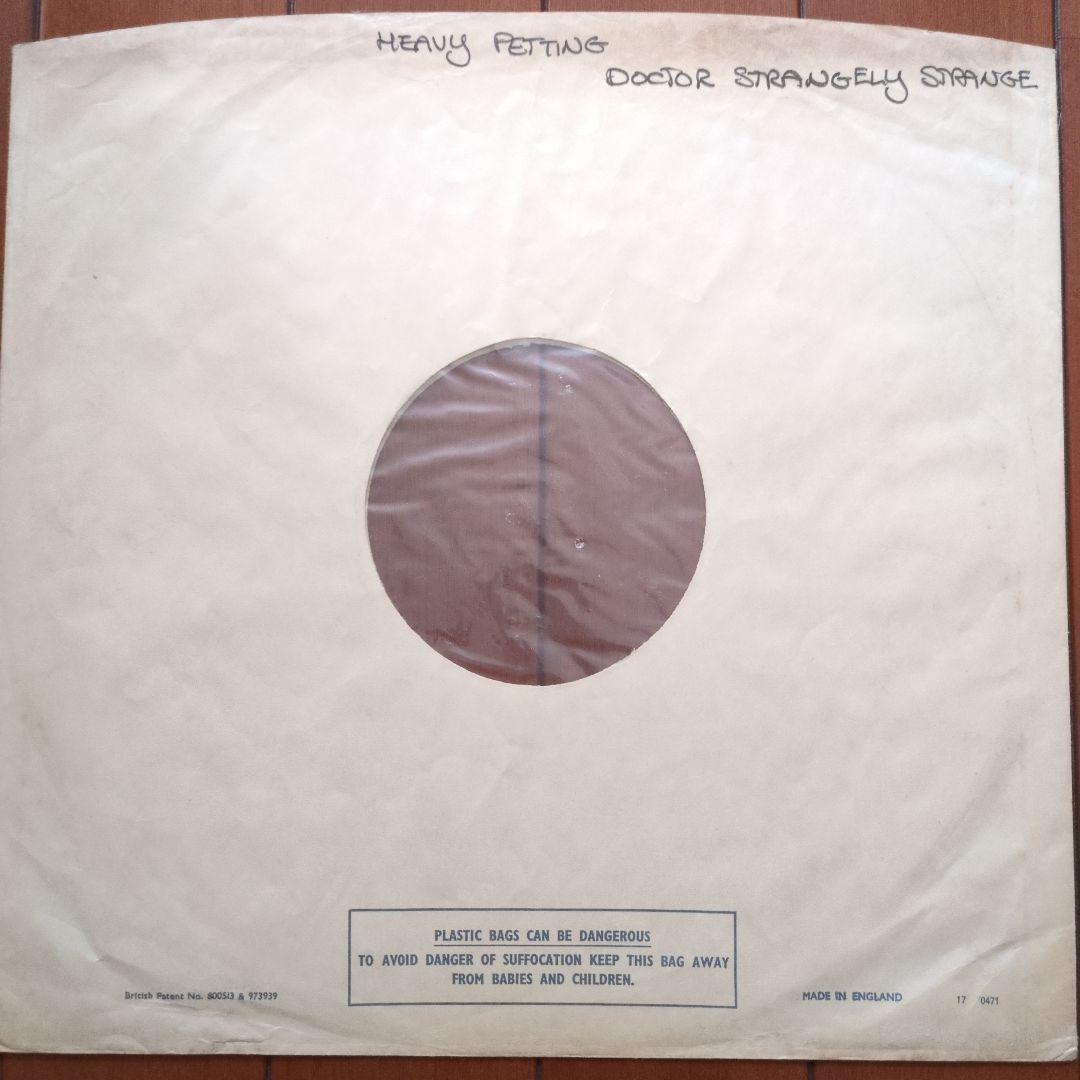 HEAVY PETTING
DOCTOR STRANGELY STRANGE
PLASTIC BAGS CAN BE DANGEROUS
TO AVOID DANGER OF SUFFOCATION KEEP THIS BAG AWAY
FROM BABIES AND CHILDREN.
British Patent No. 800513 & 973939
MADE IN ENGLAND
17 0471